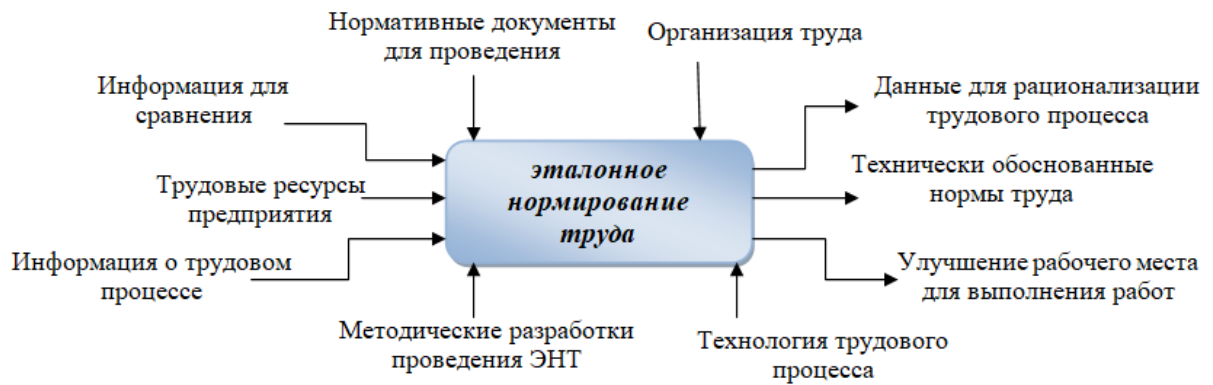 Нормативные документы
для проведения
Организация труда
Информация для
сравнения
Данные для рационализации
трудового процесса
эталонное
нормирование
труда
Трудовые ресурсы
предприятия
Технически обоснованные
нормы труда
Информация о трудовом
процессе
Улучшение рабочего места
для выполнения работ
Методические разработки
проведения ЭНТ
Технология трудового
процесса